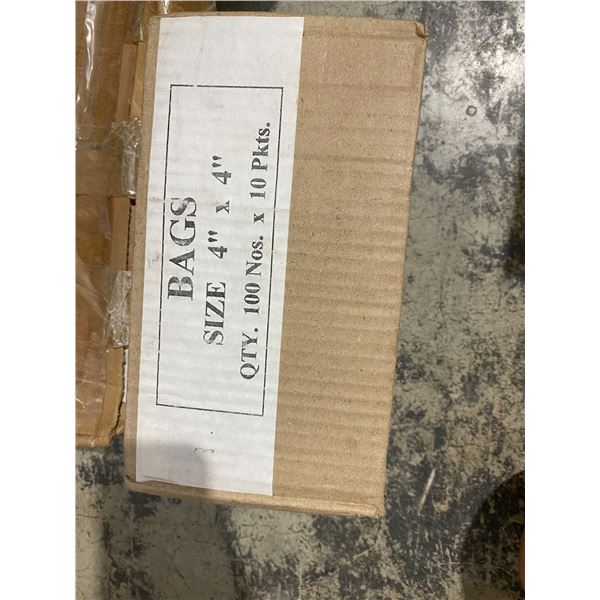 BAGS
SIZE 4" x 4"
QTY. 100 Nos. x 10 Pkts.